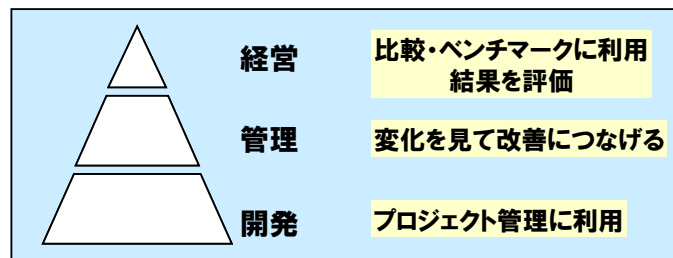 経営
比較・ベンチマークに利用
結果を評価
管理
変化を見て改善につなげる
開発
プロジェクト管理に利用